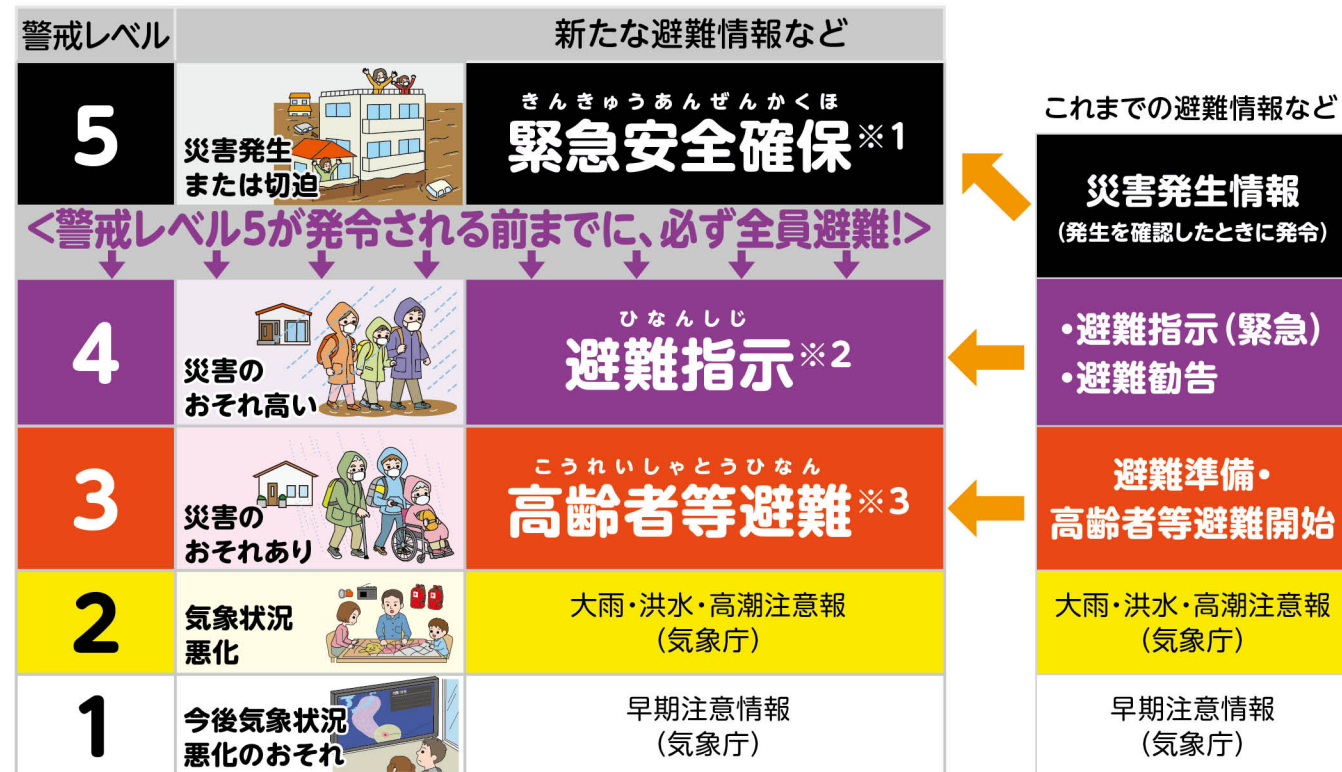 警戒レベル
新たな避難情報など
5
災害発生
または切迫
きんきゅうあんぜんかくほ
緊急安全確保※1
<警戒レベル5が発令される前までに、必ず全員避難!>
4
災害の
おそれ高い
ひなんしじ
避難指示※2
3
災害の
おそれあり
こうれいしゃとうひなん
高齢者等避難※3
2
気象状況
悪化
大雨・洪水・高潮注意報
(気象庁)
1
今後気象状況
悪化のおそれ
早期注意情報
(気象庁)
これまでの避難情報など
災害発生情報
(発生を確認したときに発令)
・避難指示(緊急)
・避難勧告
避難準備・
高齢者等避難開始
大雨・洪水・高潮注意報
(気象庁)
早期注意情報
(気象庁)